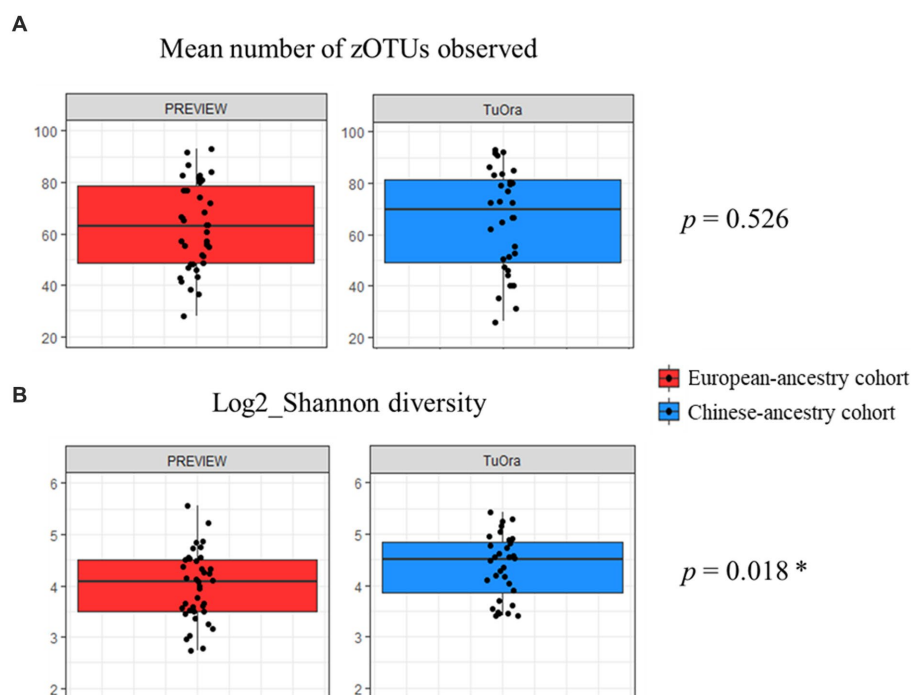 A
Mean number of zOTUs observed
PREVIEW
TuOra
100
80
60
40
20
100
80
60
40
20
p = 0.526
European-ancestry cohort
Chinese-ancestry cohort
B
Log2_Shannon diversity
PREVIEW
TuOra
6
5
4
3
2
6
5
4
3
2
p = 0.018 *